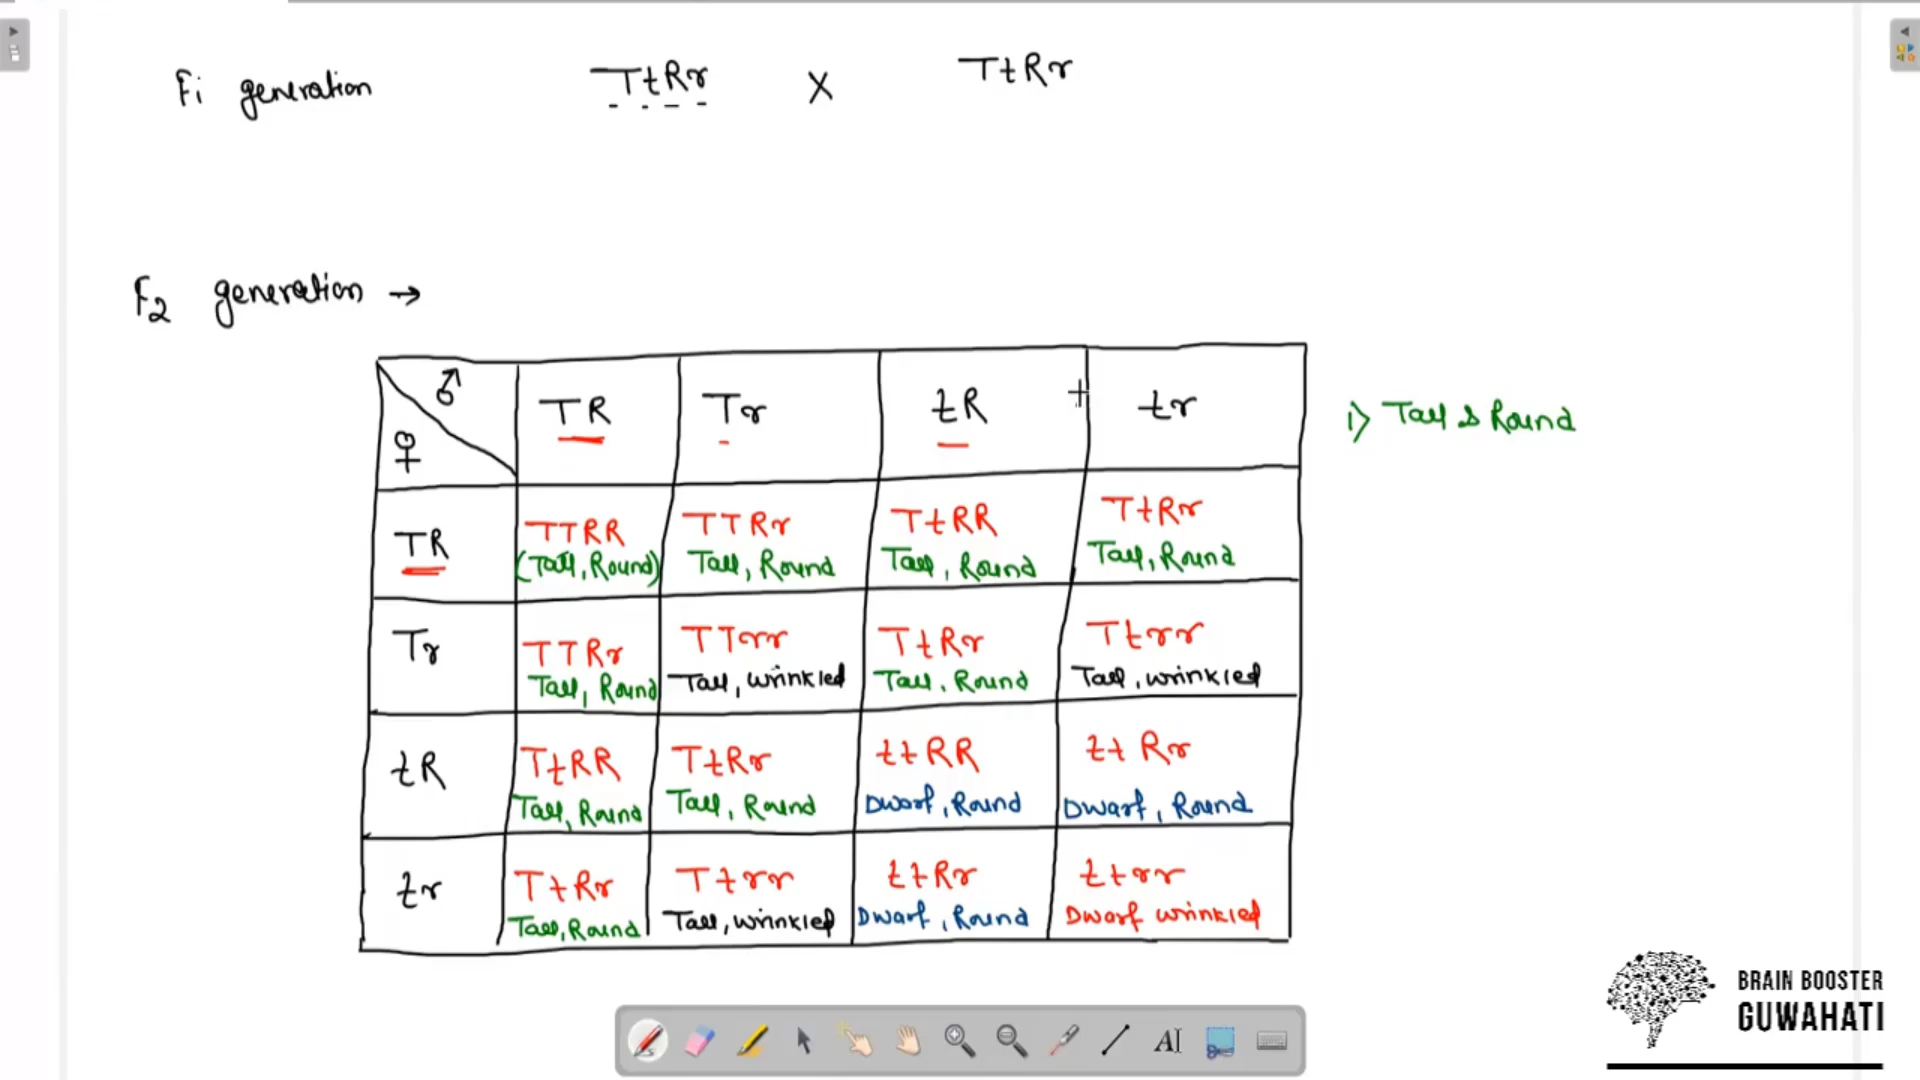 F1 generation TtRr X TtRr
F2 generation →
♂ TR Tr tR tr
♀
1) Tall & Round
TR TTRR TTRr TtRR TtRr
(Tall, Round) Tall, Round Tall, Round Tall, Round
Tr TTRr TTrr TtRr Ttrr
Tall, Round Tall, wrinkled Tall, Round Tall, wrinkled
tR TtRR TtRr ttRR ttRr
Tall, Round Tall, Round Dwarf, Round Dwarf, Round
tr TtRr Ttrr ttRr ttrr
Tall, Round Tall, wrinkled Dwarf, Round Dwarf wrinkled
BRAIN BOOSTER
GUWAHATI
AI